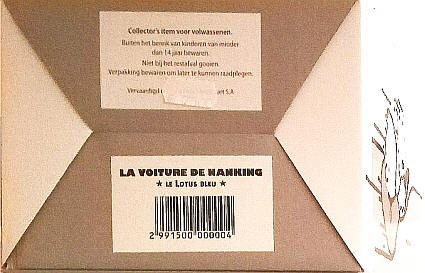 Collector's item voor volwassenen.
Buiten het bereik van kinderen van minder
dan 14 jaar bewaren.
Niet bij het restafval gooien.
Verpakking bewaren om later te kunnen raadplegen.
Vervaardigd S.A
LA VOITURE DE NANKING
★ LE LOTUS BLEU ★
2 991500 000004